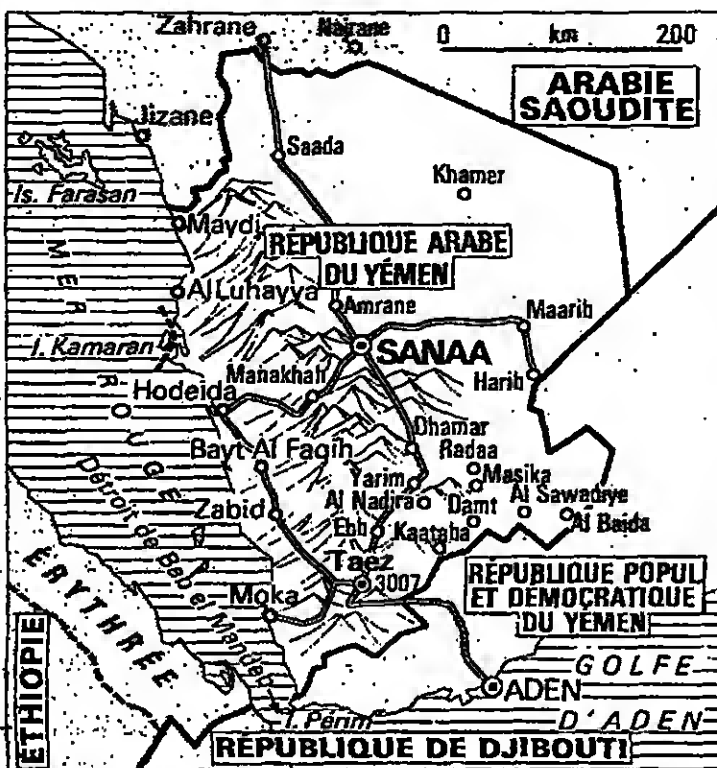 Zahrane
Najrane
0 km 200
ARABIE
SAOUDITE
Jizane
Saada
Khamer
Is. Farasan
Maydi
RÉPUBLIQUE ARABE
DU YÉMEN
MER ROUGE
Al Luhayya
Amrane
Maarib
I. Kamaran
SANAA
Manakhah
Harib
Hodeida
Dhamar
Bayt Al Faqih
Radaa
Yarim
Masika
Al Nadira
Damt
Al Sawadiye
Zabid
Ebb
Kaataba
Al Baida
Détroit de Bab el Mandeb
Taez
3007
RÉPUBLIQUE POPUL
ET DÉMOCRATIQUE
DU YÉMEN
Moka
ÉRYTHRÉE
ÉTHIOPIE
GOLFE
D'ADEN
ADEN
I. Périm
RÉPUBLIQUE DE DJIBOUTI